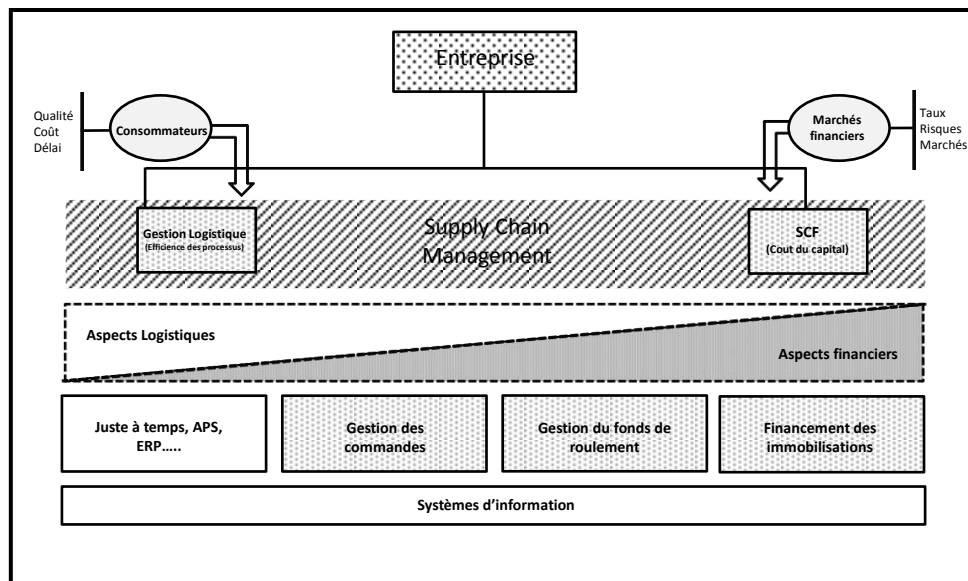 Entreprise
Qualité
Coût
Délai
Consommateurs
Marchés
financiers
Taux
Risques
Marchés
Gestion Logistique
(Efficience des processus)
Supply Chain
Management
SCF
(Cout du capital)
Aspects Logistiques
Aspects financiers
Juste à temps, APS,
ERP.....
Gestion des
commandes
Gestion du fonds de
roulement
Financement des
immobilisations
Systèmes d'information